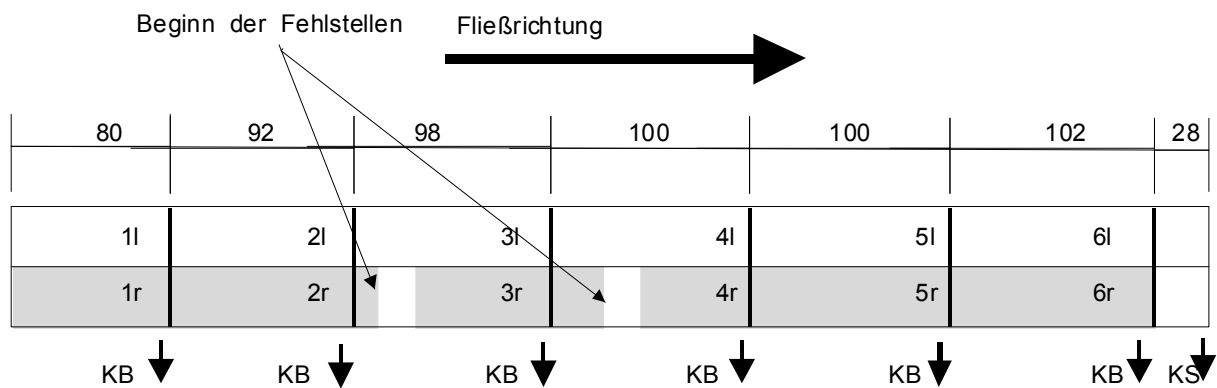 Beginn der Fehlstellen Fließrichtung
80 92 98 100 100 102 28
1l 2l 3l 4l 5l 6l
1r 2r 3r 4r 5r 6r
KB KB KB KB KB KB KS